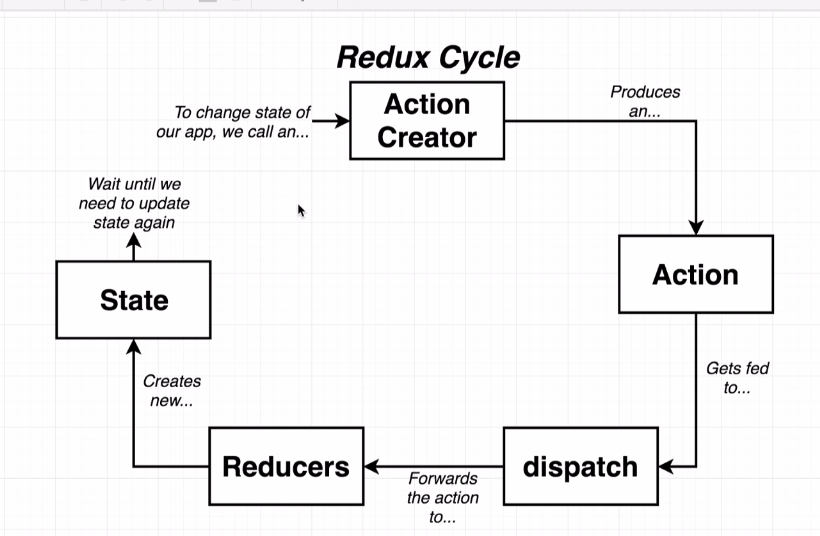 Redux Cycle
To change state of
our app, we call an...
Action
Creator
Produces
an...
Action
Gets fed
to...
dispatch
Forwards
the action
to...
Reducers
Creates
new...
State
Wait until we
need to update
state again